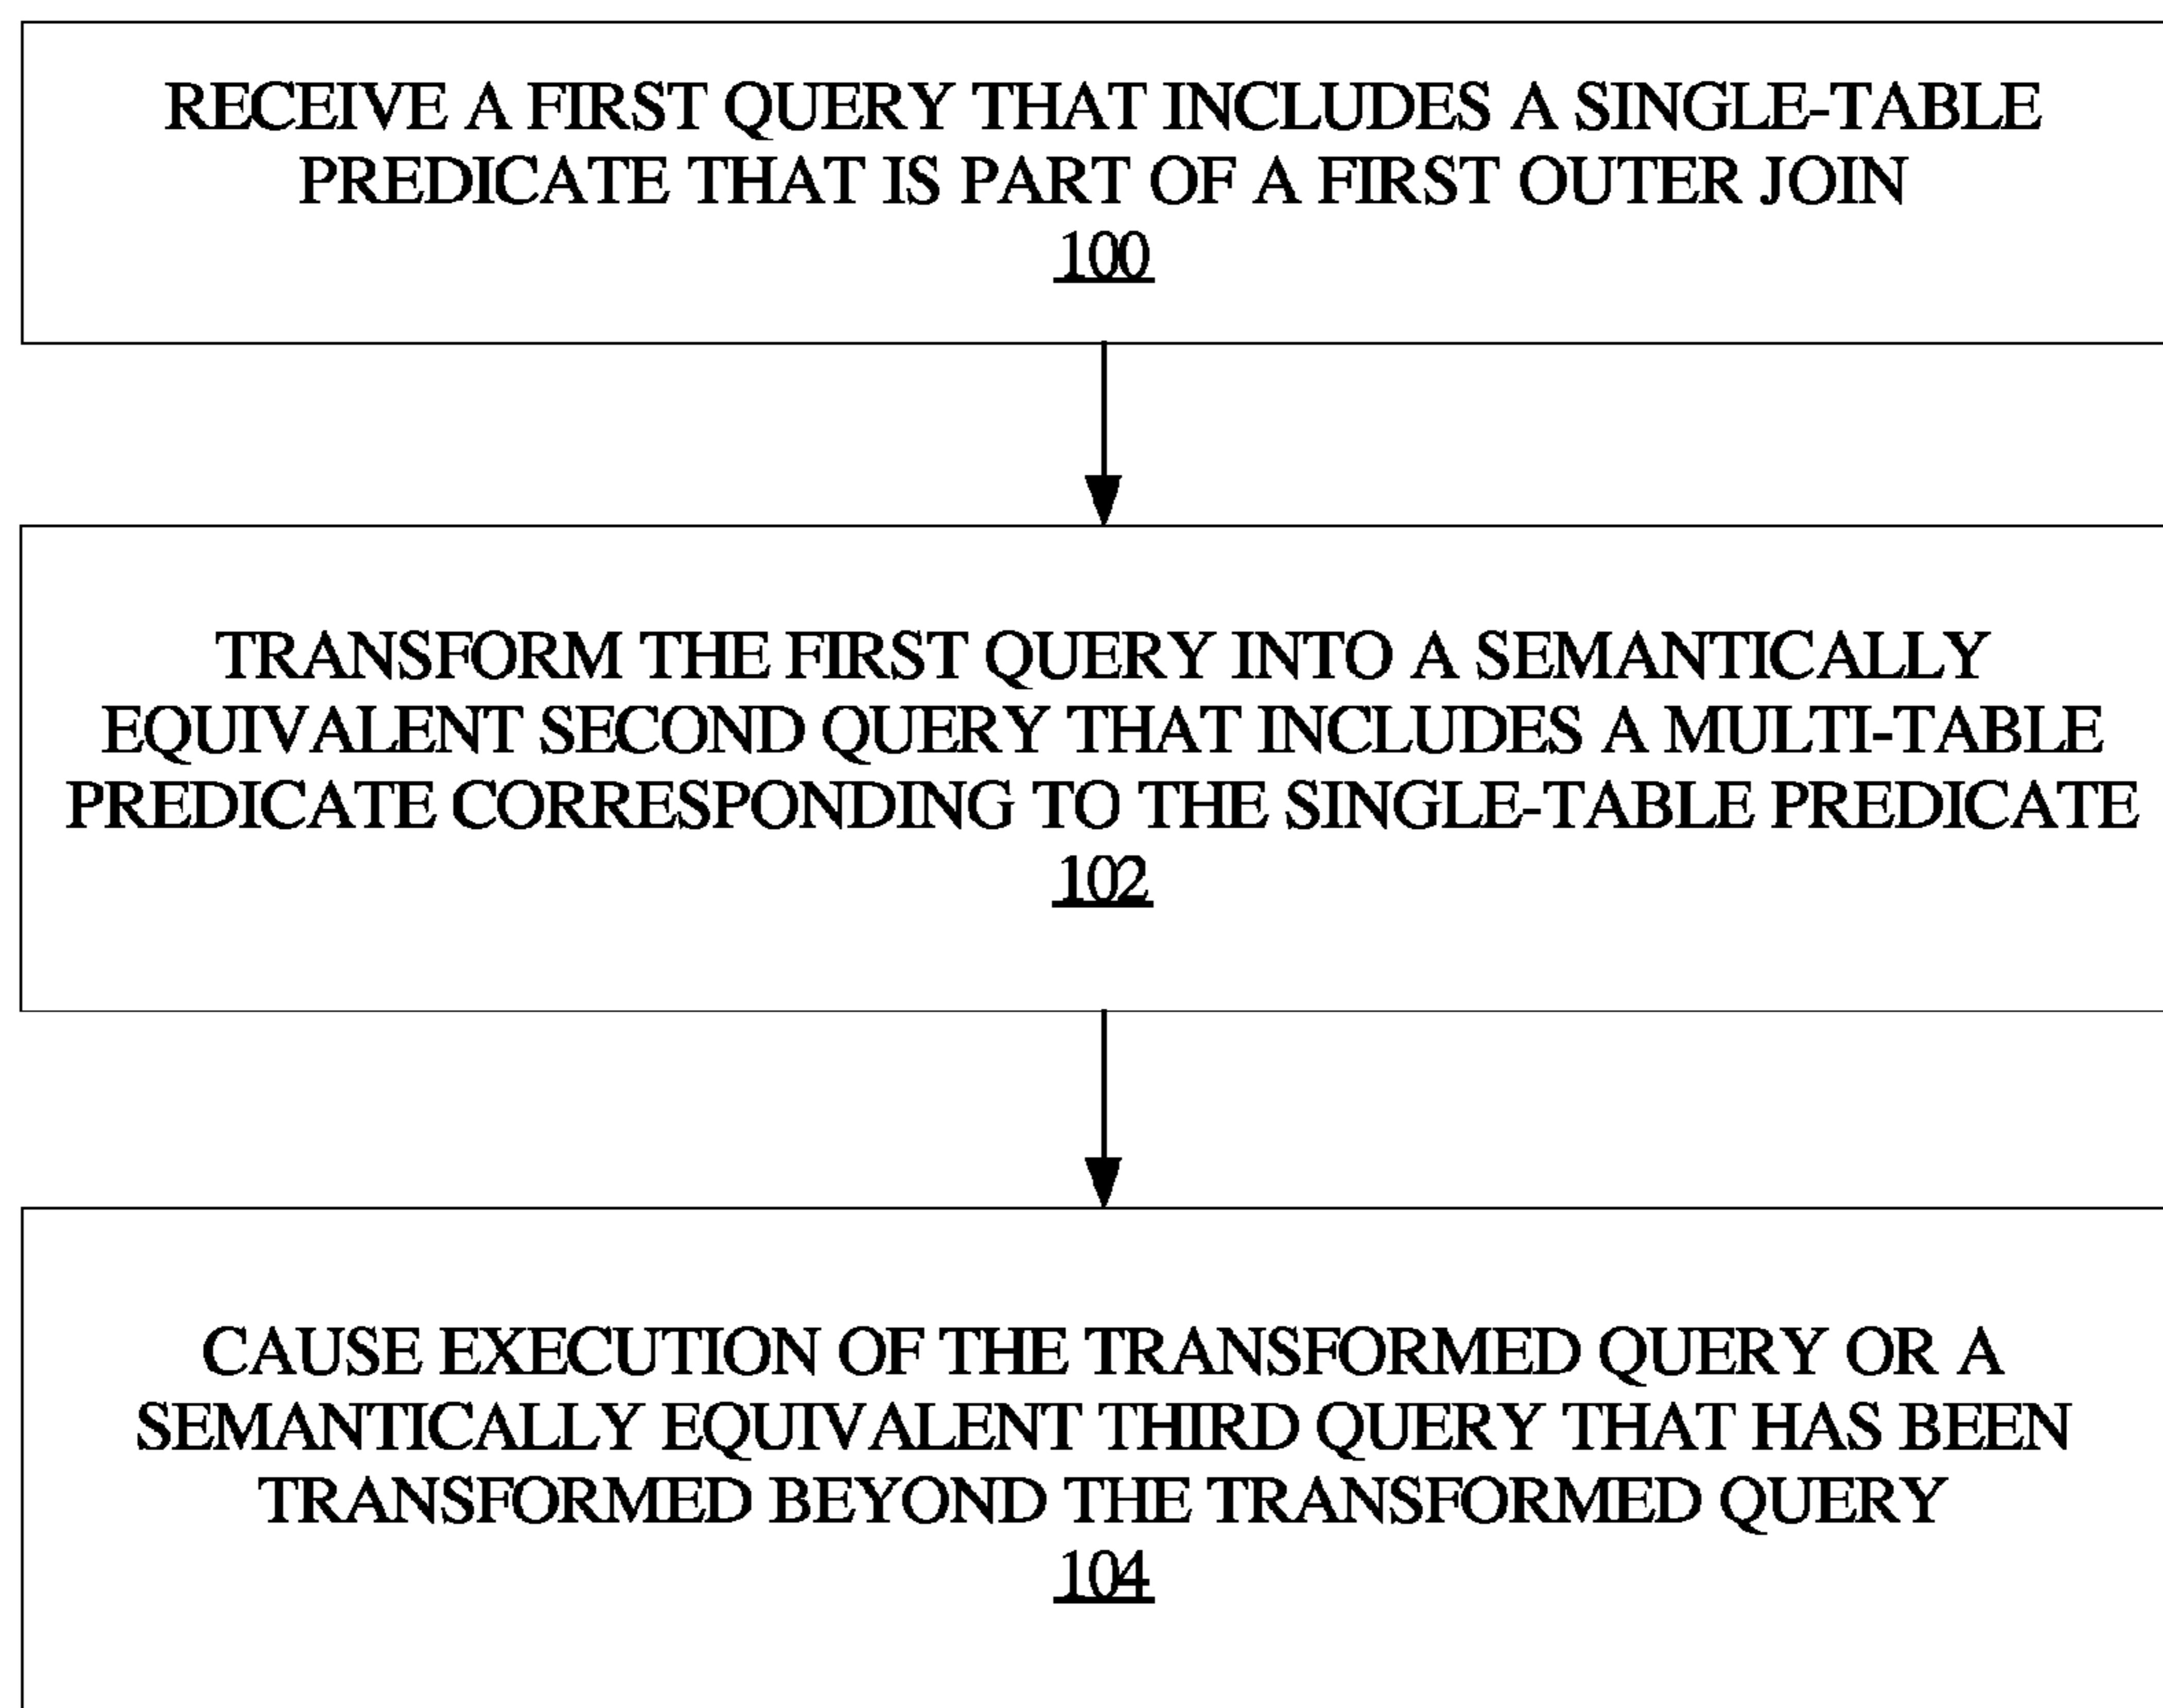 RECEIVE A FIRST QUERY THAT INCLUDES A SINGLE-TABLE
PREDICATE THAT IS PART OF A FIRST OUTER JOIN
100
TRANSFORM THE FIRST QUERY INTO A SEMANTICALLY
EQUIVALENT SECOND QUERY THAT INCLUDES A MULTI-TABLE
PREDICATE CORRESPONDING TO THE SINGLE-TABLE PREDICATE
102
CAUSE EXECUTION OF THE TRANSFORMED QUERY OR A
SEMANTICALLY EQUIVALENT THIRD QUERY THAT HAS BEEN
TRANSFORMED BEYOND THE TRANSFORMED QUERY
104